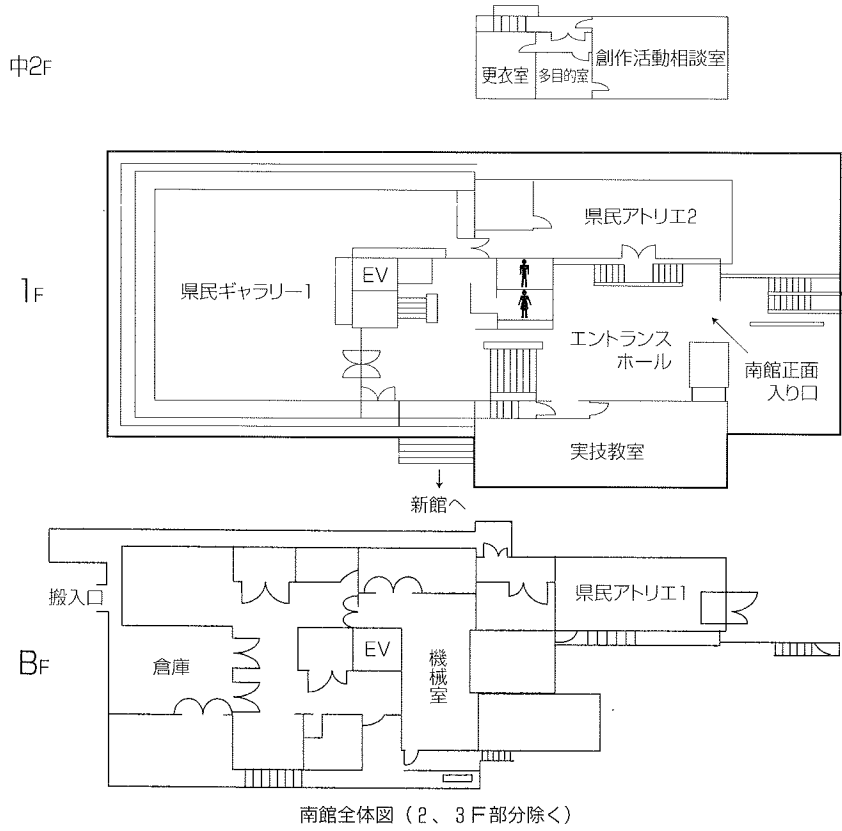 中2F
更衣室
多目的室
創作活動相談室
1F
県民アトリエ2
EV
県民ギャラリー1
エントランス
ホール
南館正面
入り口
実技教室
新館へ
搬入口
県民アトリエ1
BF
倉庫
EV
機械室
南館全体図（2、3F部分除く）